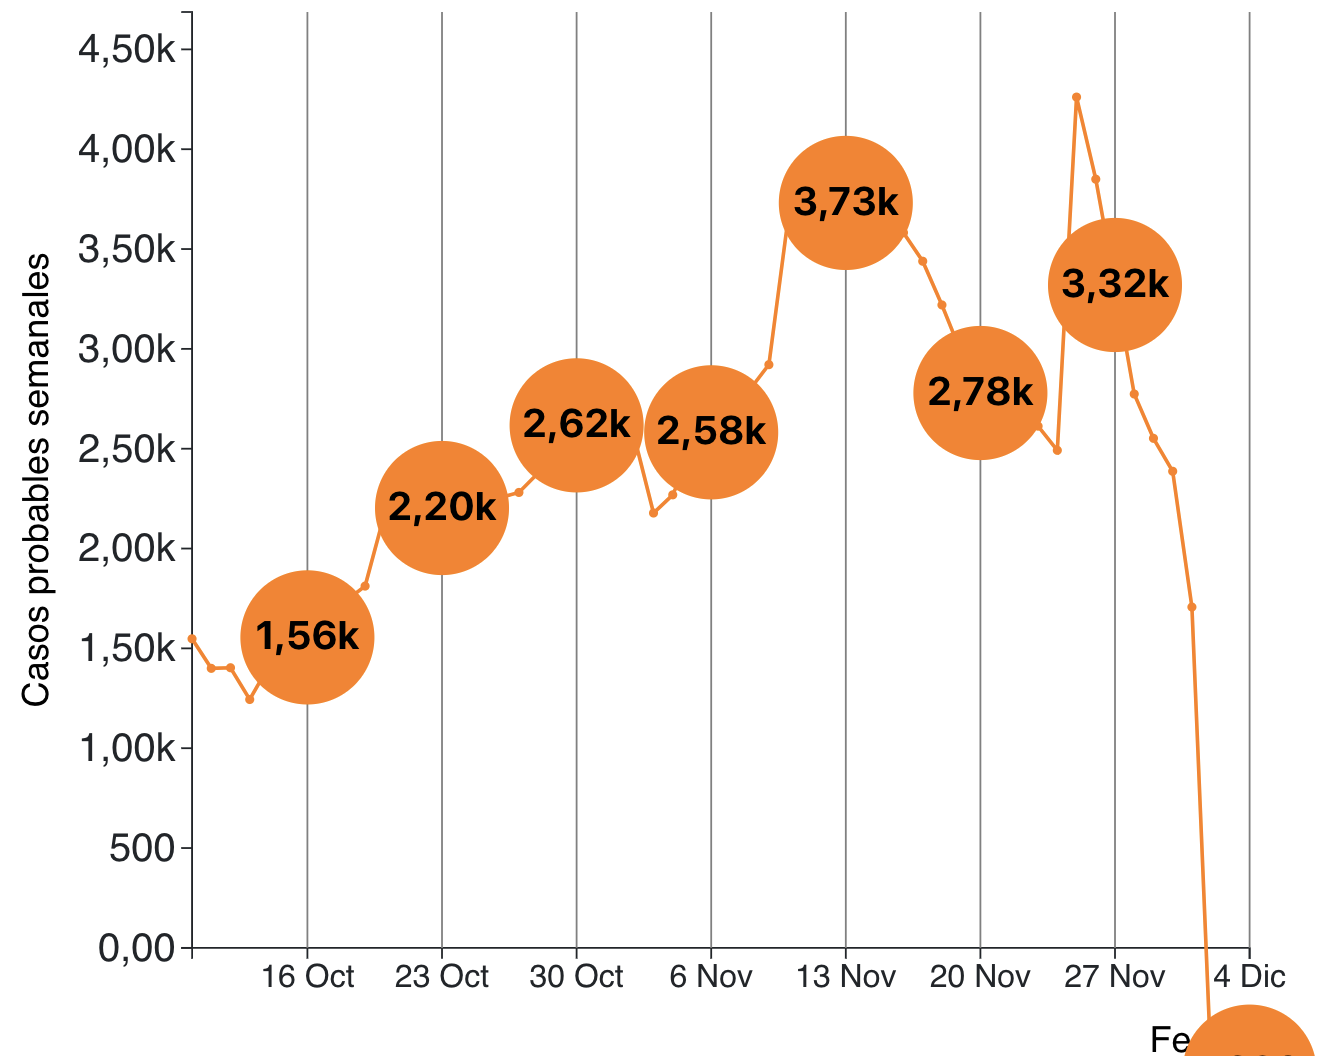 4,50k
4,00k
3,50k
3,00k
2,50k
2,00k
1,50k
1,00k
500
0,00
Casos probables semanales
1,56k
2,20k
2,62k
2,58k
3,73k
2,78k
3,32k
16 Oct
23 Oct
30 Oct
6 Nov
13 Nov
20 Nov
27 Nov
4 Dic
Fe